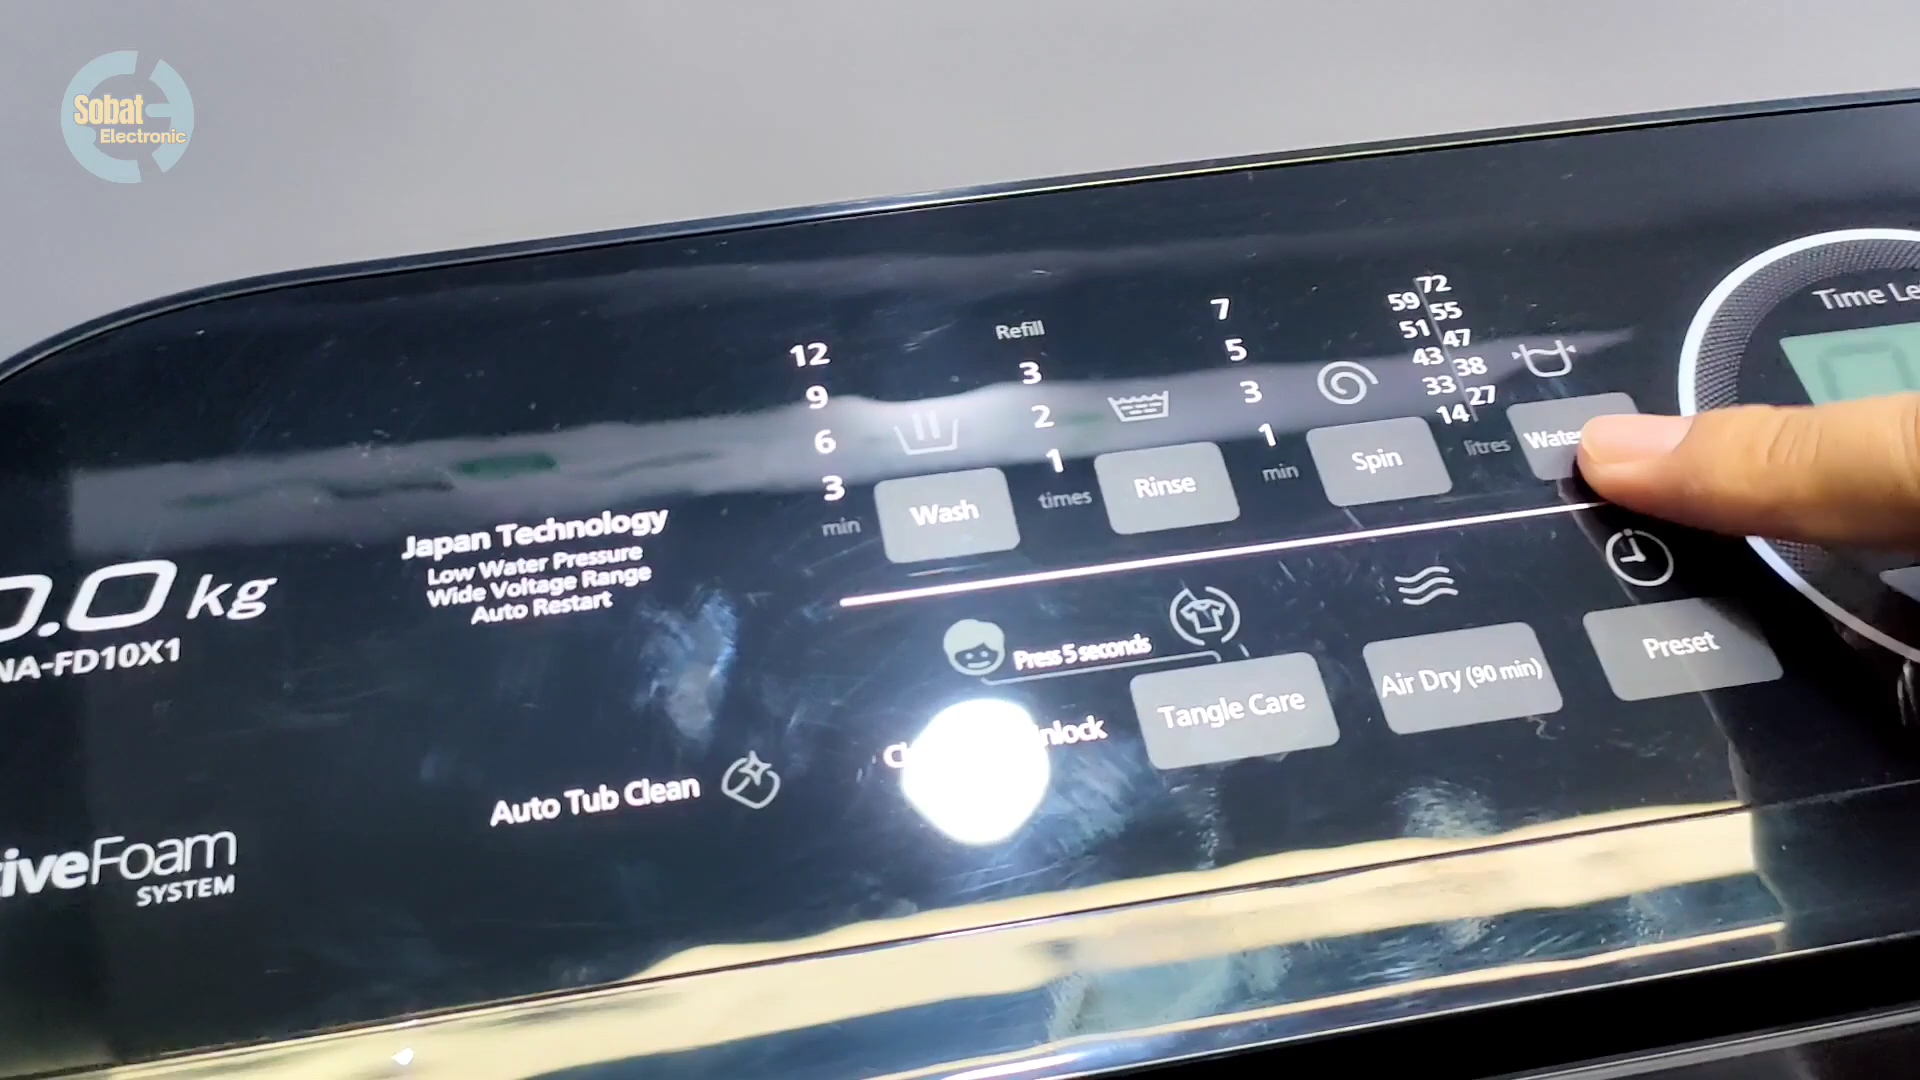 Sobat
Electronic
Time Le
12
9
6
3
min
Refill
3
2
1
times
7
5
3
1
min
72
59
55
51
47
43
38
33
27
14
litres
Wash
Rinse
Spin
Water
0.0 kg
NA-FD10X1
Japan Technology
Low Water Pressure
Wide Voltage Range
Auto Restart
Press 5 seconds
Tangle Care
Air Dry (90 min)
Preset
Auto Tub Clean
iveFoam
SYSTEM